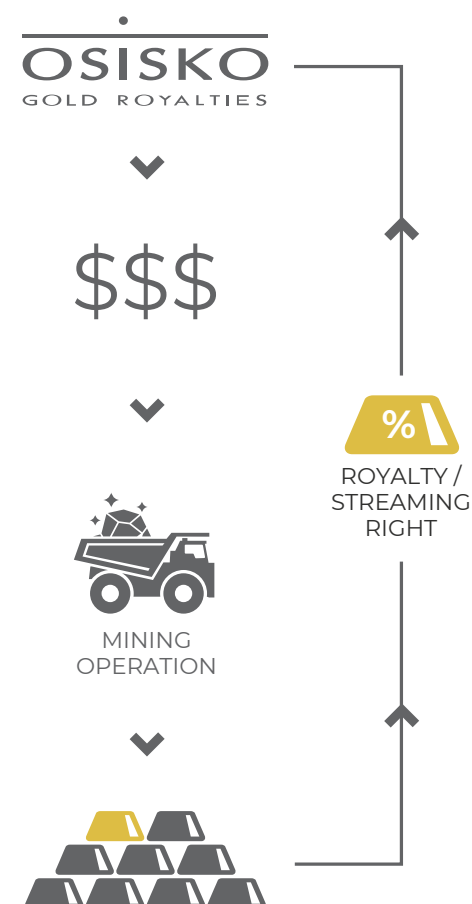 OSISKO
GOLD ROYALTIES
$$$
%
ROYALTY /
STREAMING
RIGHT
MINING
OPERATION